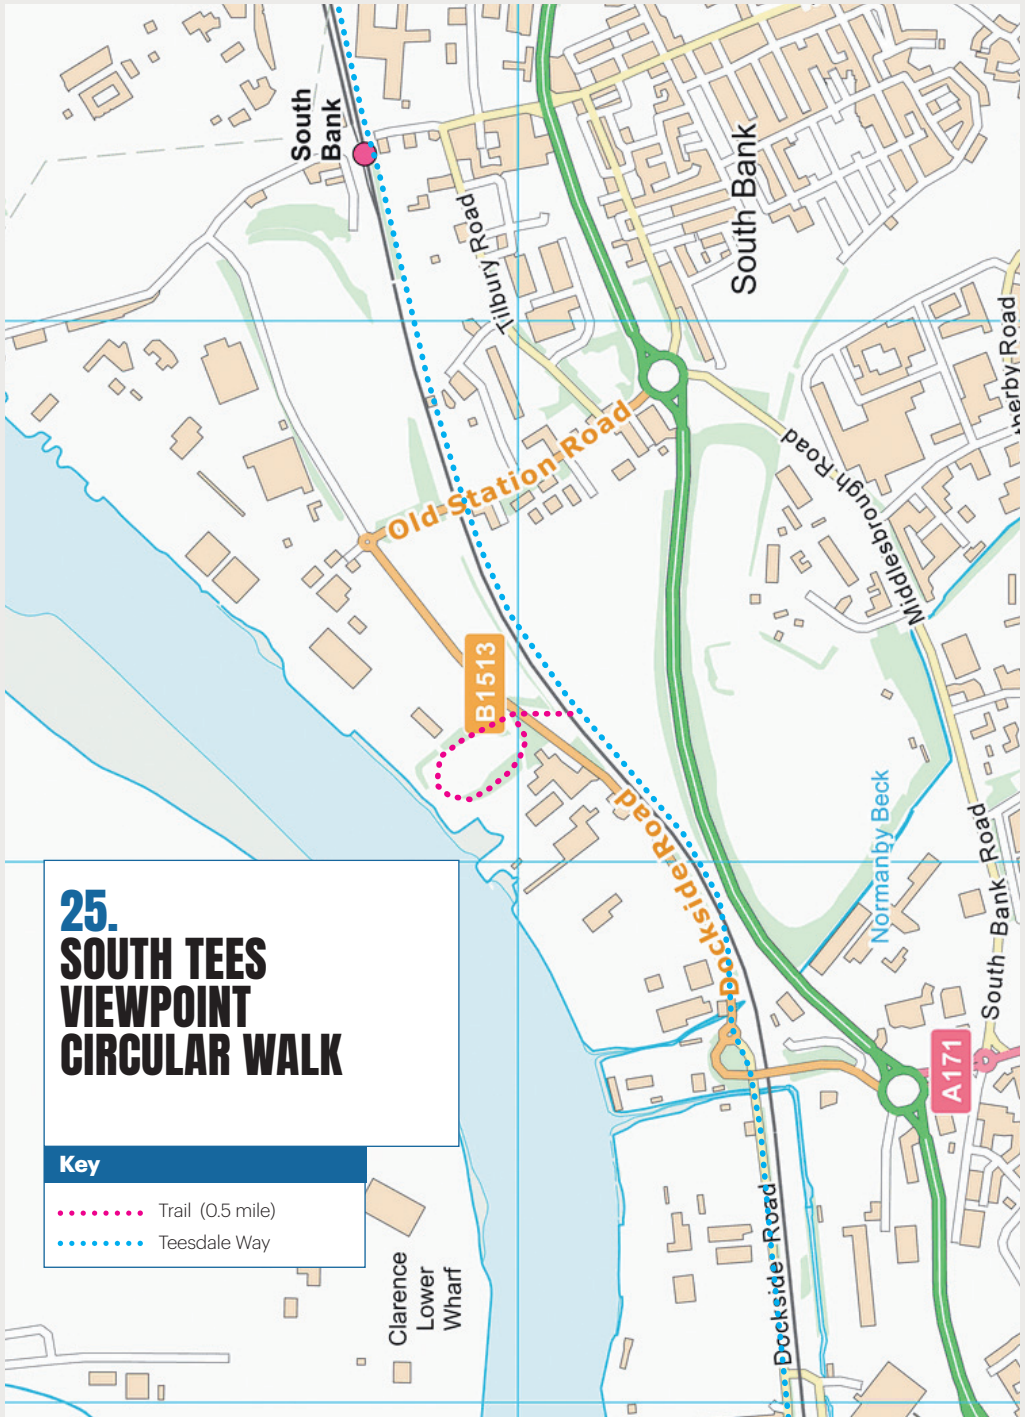 South
Bank
South Bank
Tilbury Road
Old Station Road
Middlesbrough Road
B1513
Dockside Road
Normanby Beck
South Bank Road
A171
25.
SOUTH TEES
VIEWPOINT
CIRCULAR WALK
Key
Trail (0.5 mile)
Teesdale Way
Clarence
Lower
Wharf
Dockside Road